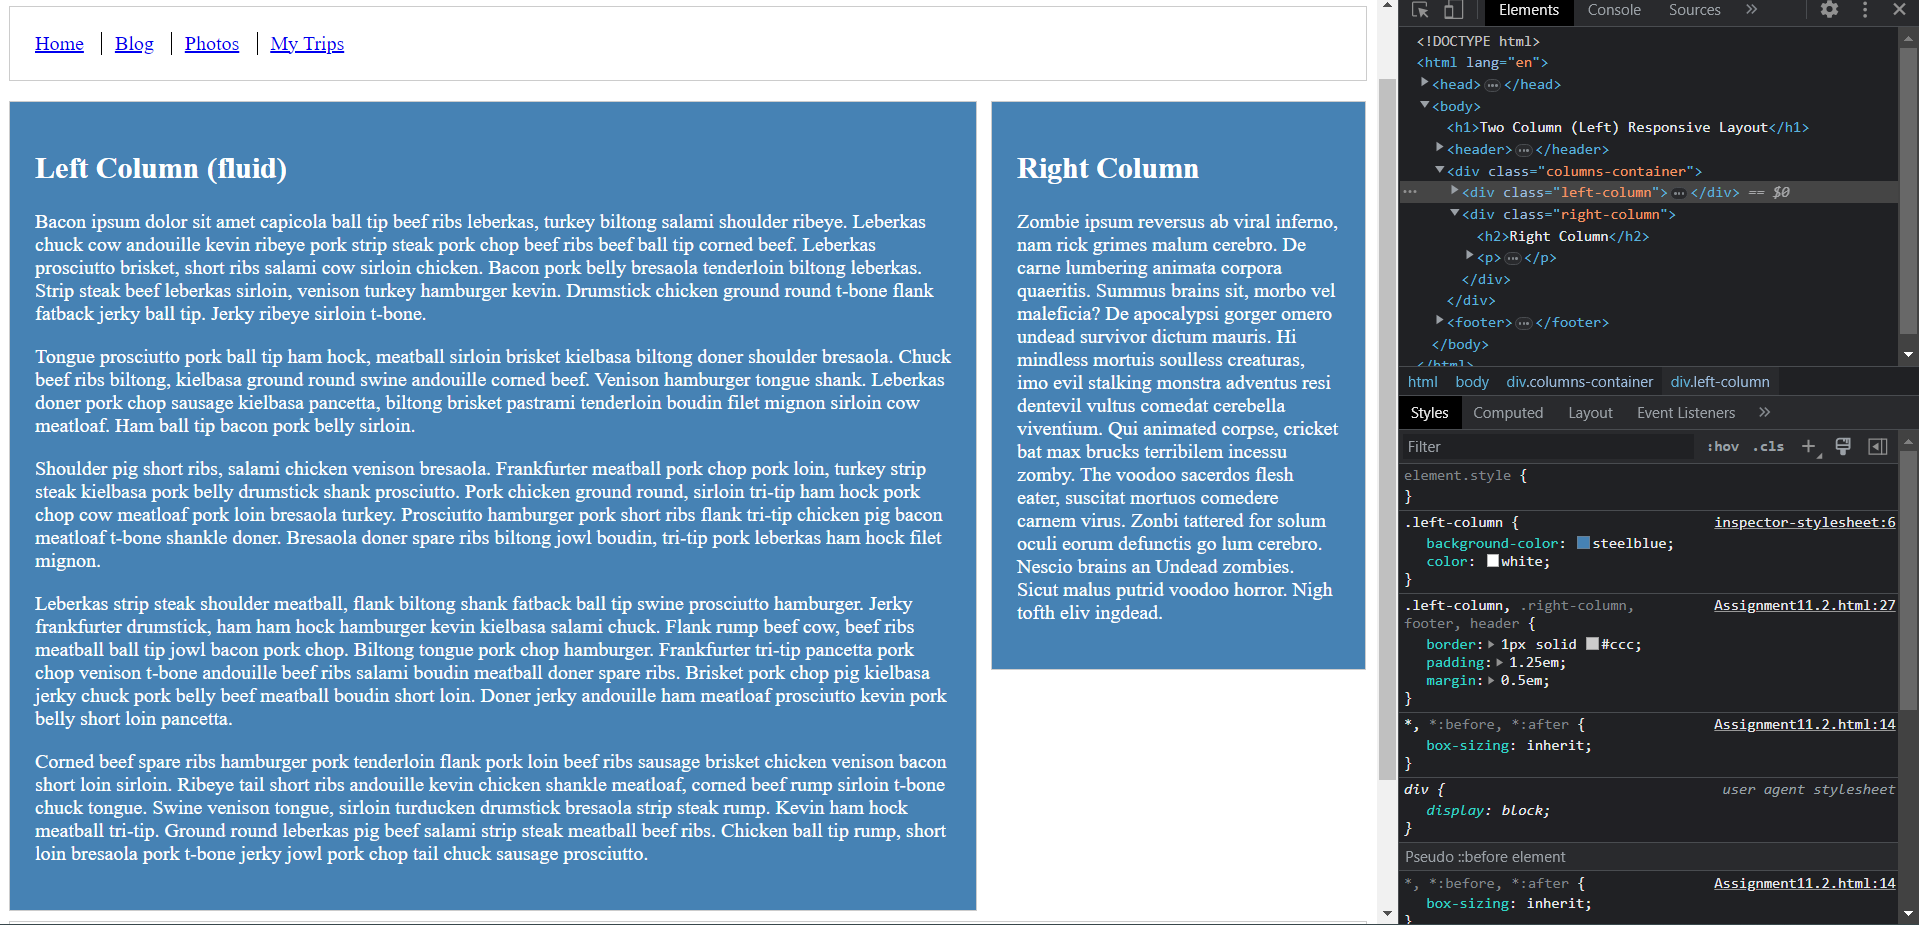 Home Blog Photos My Trips
Left Column (fluid)
Bacon ipsum dolor sit amet capicola ball tip beef ribs leberkas, turkey biltong salami shoulder ribeye. Leberkas
chuck cow andouille kevin ribeye pork strip steak pork chop beef ribs beef ball tip corned beef. Leberkas
prosciutto brisket, short ribs salami cow sirloin chicken. Bacon pork belly bresaola tenderloin biltong leberkas.
Strip steak beef leberkas sirloin, venison turkey hamburger kevin. Drumstick chicken ground round t-bone flank
fatback jerky ball tip. Jerky ribeye sirloin t-bone.
Tongue prosciutto pork ball tip ham hock, meatball sirloin brisket kielbasa biltong doner shoulder bresaola. Chuck
beef ribs biltong, kielbasa ground round swine andouille corned beef. Venison hamburger tongue shank. Leberkas
doner pork chop sausage kielbasa pancetta, biltong brisket pastrami tenderloin boudin filet mignon sirloin cow
meatloaf. Ham ball tip bacon pork belly sirloin.
Shoulder pig short ribs, salami chicken venison bresaola. Frankfurter meatball pork chop pork loin, turkey strip
steak kielbasa pork belly drumstick shank prosciutto. Pork chicken ground round, sirloin tri-tip ham hock pork
chop cow meatloaf pork loin bresaola turkey. Prosciutto hamburger pork short ribs flank tri-tip chicken pig bacon
meatloaf t-bone shankle doner. Bresaola doner spare ribs biltong jowl boudin, tri-tip pork leberkas ham hock filet
mignon.
Leberkas strip steak shoulder meatball, flank biltong shank fatback ball tip swine prosciutto hamburger. Jerky
frankfurter drumstick, ham ham hock hamburger kevin kielbasa salami chuck. Flank rump beef cow, beef ribs
meatball ball tip jowl bacon pork chop. Biltong tongue pork chop hamburger. Frankfurter tri-tip pancetta pork
chop venison t-bone andouille beef ribs salami boudin meatball doner spare ribs. Brisket pork chop pig kielbasa
jerky chuck pork belly beef meatball boudin short loin. Doner jerky andouille ham meatloaf prosciutto kevin pork
belly short loin pancetta.
Corned beef spare ribs hamburger pork tenderloin flank pork loin beef ribs sausage brisket chicken venison bacon
short loin sirloin. Ribeye tail short ribs andouille kevin chicken shankle meatloaf, corned beef rump sirloin t-bone
chuck tongue. Swine venison tongue, sirloin turducken drumstick bresaola strip steak rump. Kevin ham hock
meatball tri-tip. Ground round leberkas pig beef salami strip steak meatball beef ribs. Chicken ball tip rump, short
loin bresaola pork t-bone jerky jowl pork chop tail chuck sausage prosciutto.
Right Column
Zombie ipsum reversus ab viral inferno,
nam rick grimes malum cerebro. De
carne lumbering animata corpora
quaeritis. Summus brains sit, morbo vel
maleficia? De apocalypsi gorger omero
undead survivor dictum mauris. Hi
mindless mortuis soulless creaturas,
imo evil stalking monstra adventus resi
dentevil vultus comedat cerebella
viventium. Qui animated corpse, cricket
bat max brucks terribilem incessu
zomby. The voodoo sacerdos flesh
eater, suscitat mortuos comedere
carnem virus. Zonbi tattered for solum
oculi eorum defunctis go lum cerebro.
Nescio brains an Undead zombies.
Sicut malus putrid voodoo horror. Nigh
tofth eliv ingdead.
Elements Console Sources »
<!DOCTYPE html>
<html lang="en">
<head>…</head>
<body>
<h1>Two Column (Left) Responsive Layout</h1>
<header>…</header>
<div class="columns-container">
<div class="left-column">…</div> == $0
<div class="right-column">
<h2>Right Column</h2>
<p>…</p>
</div>
</div>
<footer>…</footer>
</body>
</html>
html body div.columns-container div.left-column
Styles Computed Layout Event Listeners »
Filter :hov .cls +
element.style {
}
.left-column { inspector-stylesheet:6
background-color: steelblue;
color: white;
}
.left-column, .right-column, Assignment11.2.html:27
footer, header {
border: 1px solid #ccc;
padding: 1.25em;
margin: 0.5em;
}
*, *:before, *:after { Assignment11.2.html:14
box-sizing: inherit;
}
div { user agent stylesheet
display: block;
}
Pseudo ::before element
*, *:before, *:after { Assignment11.2.html:14
box-sizing: inherit;
}